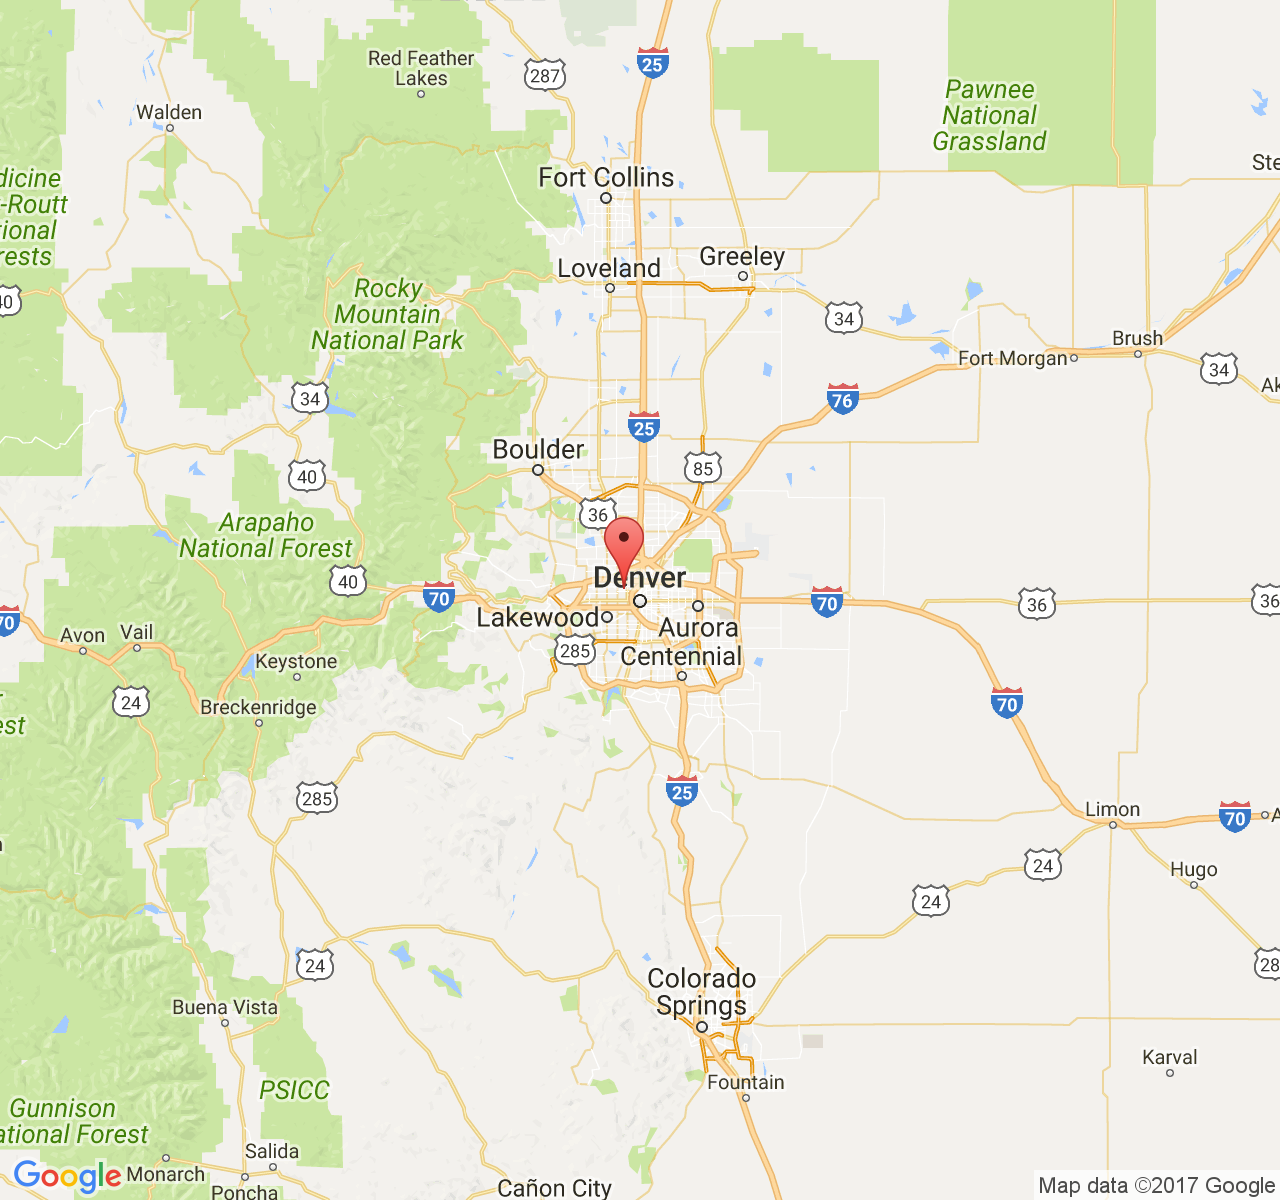 Red Feather
Lakes
287
25
Pawnee
National
Grassland
Walden
Ste
dicine
-Routt
tional
rests
Fort Collins
Greeley
Loveland
Rocky
Mountain
National Park
40
34
Brush
Fort Morgan
34
34
76
Ak
25
Boulder
85
40
36
Arapaho
National Forest
40
Denver
70
70
36
36
70
Lakewood
Aurora
Avon
Vail
285
Centennial
Keystone
24
Breckenridge
70
est
25
285
Limon
70
A
24
Hugo
24
24
28
Colorado
Springs
Buena Vista
Karval
Fountain
PSICC
Gunnison
ational Forest
Salida
Google
Monarch
Poncha
Cañon City
Map data ©2017 Google